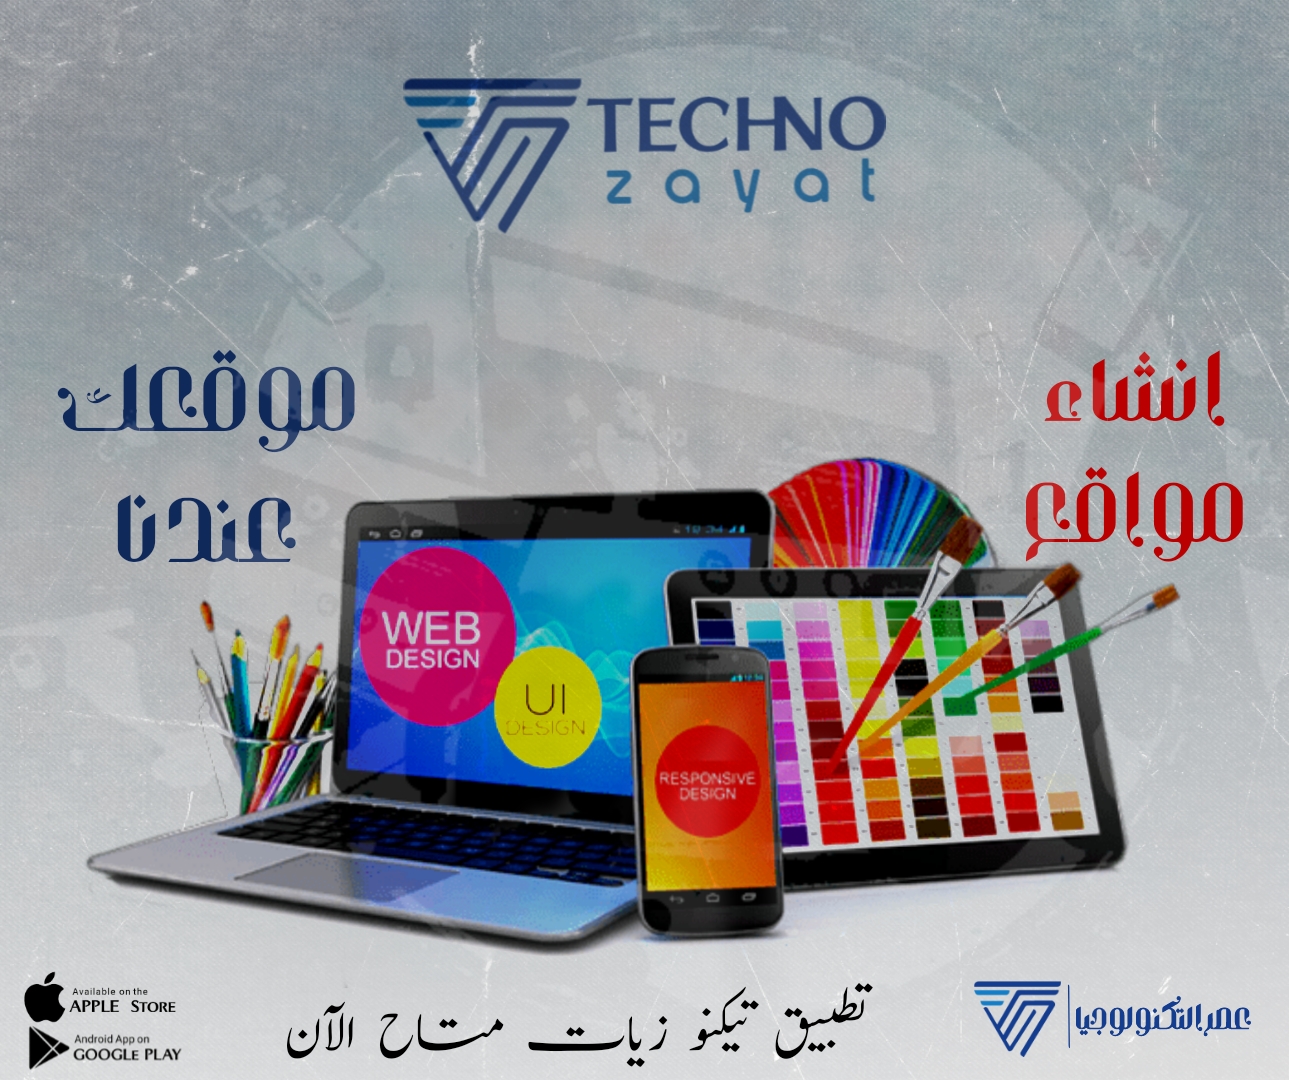 TECHNO
zayat
انشاء
مواقع
موقعك
عندنا
WEB
DESIGN
UI
DESIGN
RESPONSIVE
DESIGN
Available on the
APPLE STORE
Android App on
GOOGLE PLAY
تطبيق تيكنو زيات متاح الآن
عصر التكنولوجيا